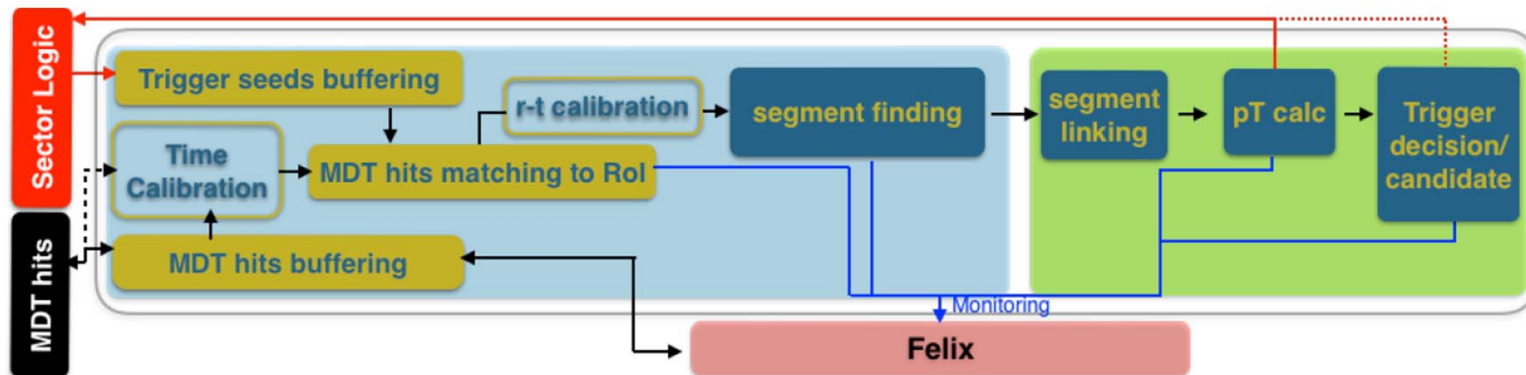 Sector Logic
MDT hits
Trigger seeds buffering
r-t calibration
segment finding
segment
linking
pT calc
Trigger
decision/
candidate
Time
Calibration
MDT hits matching to RoI
MDT hits buffering
Monitoring
Felix